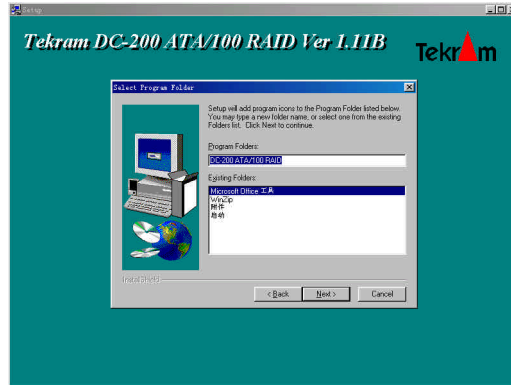 setup
Tekram DC-200 ATA/100 RAID Ver 1.11B
Tekram
Select Program Folder
Setup will add program icons to the Program Folder listed below.
You may type a new folder name, or select one from the existing
Folders list. Click Next to continue.
Program Folders:
DC-200 ATA/100 RAID
Existing Folders:
Microsoft Office 工具
WinZip
附件
启动
InstallShield
< Back
Next >
Cancel